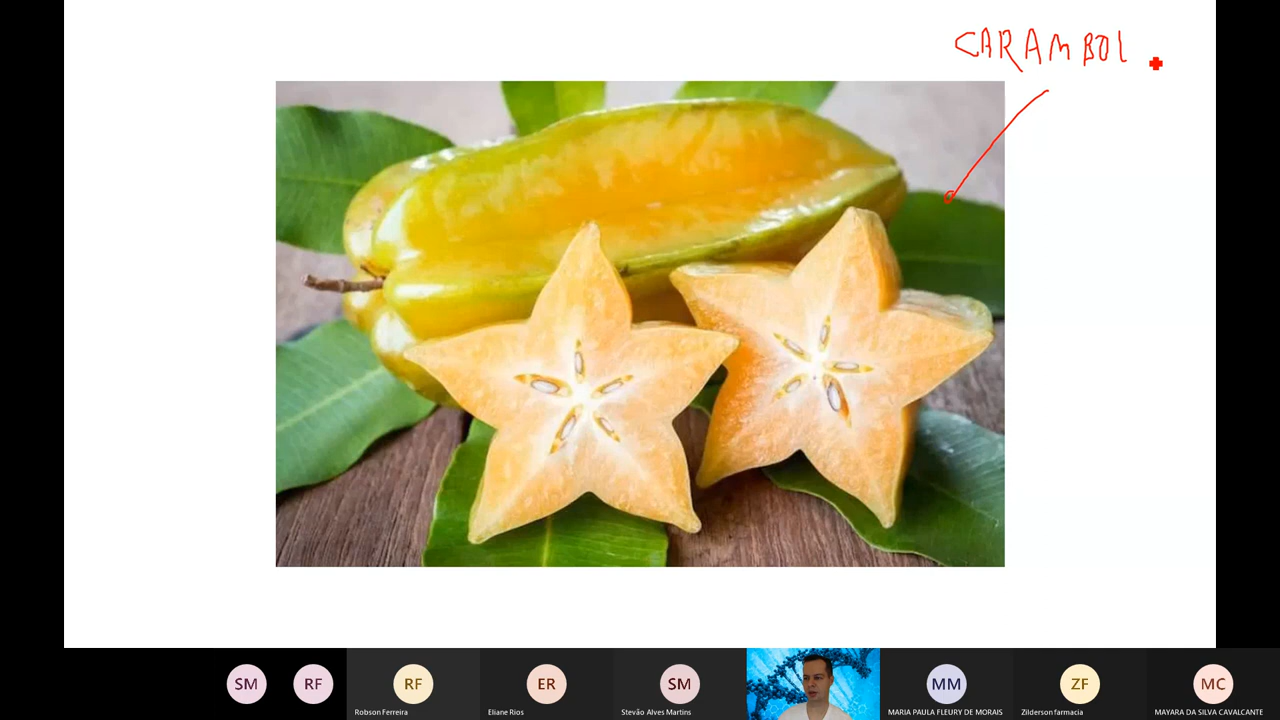 CARAMBOL
SM RF RF ER SM MM ZF MC
Robson Ferreira Eliane Rios Stevão Alves Martins MARIA PAULA FLEURY DE MORAIS Zilderson farmacia MAYARA DA SILVA CAVALCANTE